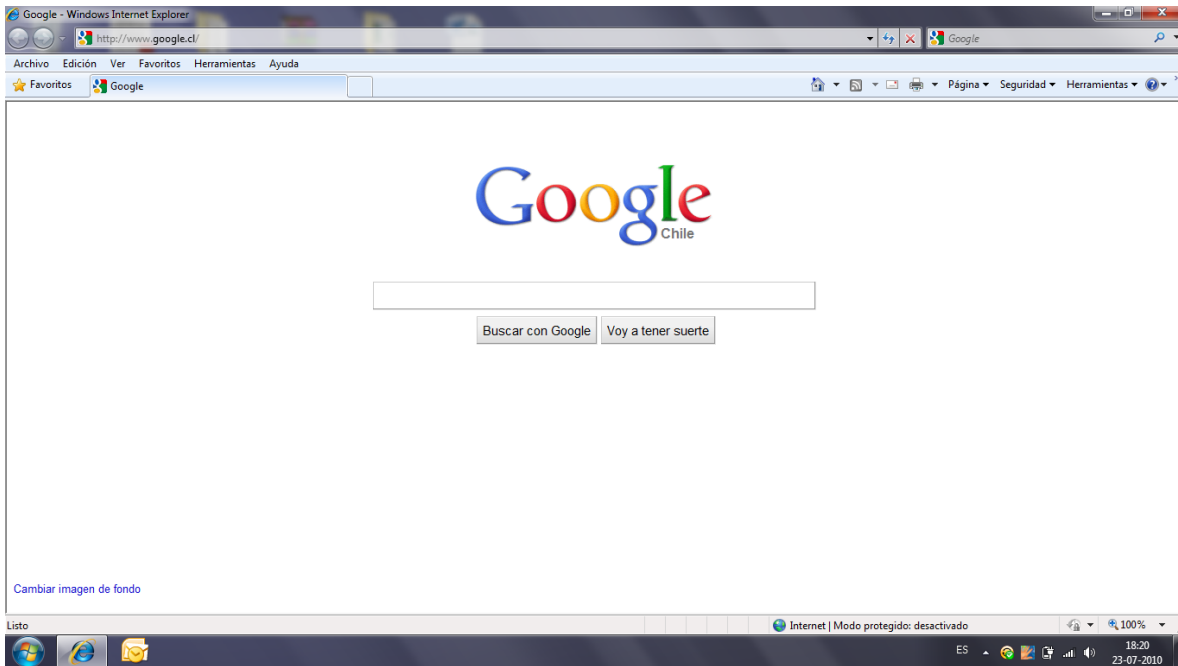 Google - Windows Internet Explorer
http://www.google.cl/
Google
Archivo Edición Ver Favoritos Herramientas Ayuda
Favoritos Google
Página Seguridad Herramientas
Google
Chile
Buscar con Google Voy a tener suerte
Cambiar imagen de fondo
Listo Internet | Modo protegido: desactivado 100%
ES 18:20
23-07-2010